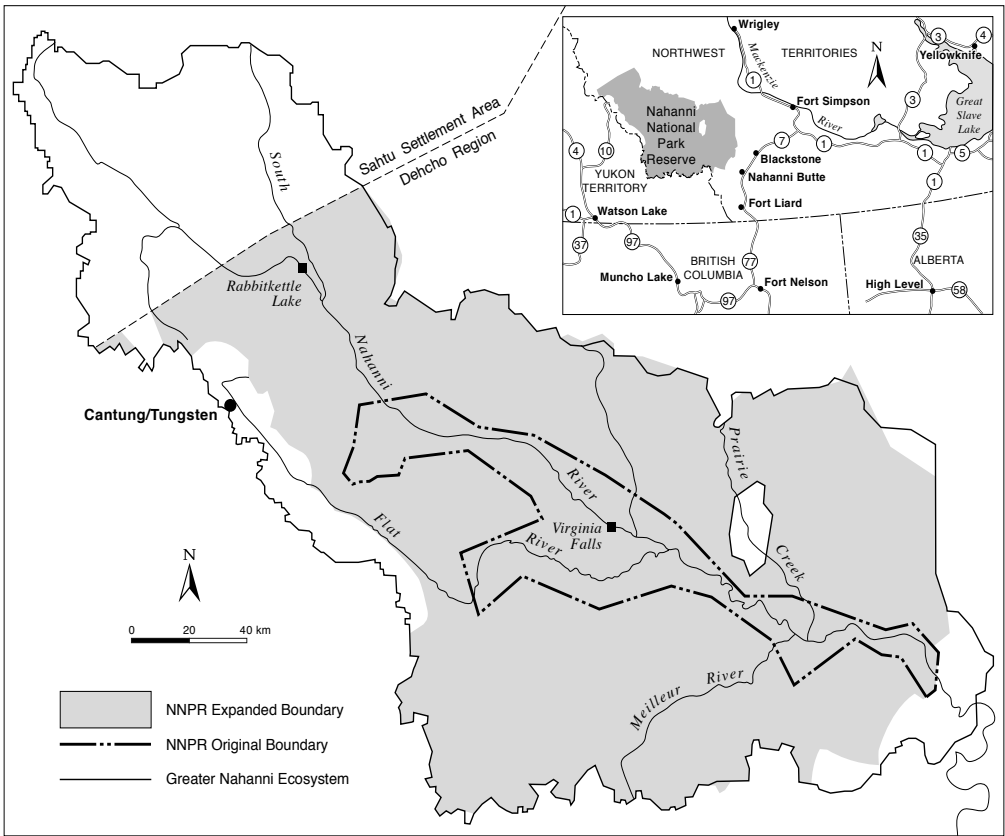 Sahtu Settlement Area
Dehcho Region
South
Rabbitkettle
Lake
Nahanni
Cantung/Tungsten
Flat
River
River
Virginia
Falls
Prairie
Creek
Meilleur River
N
0 20 40 km
NNPR Expanded Boundary
NNPR Original Boundary
Greater Nahanni Ecosystem
Wrigley
NORTHWEST TERRITORIES
Mackenzie
River
N
3
4
Yellowknife
1
Fort Simpson
3
Great
Slave
Lake
Nahanni
National
Park
Reserve
7
1
1
5
4
10
Blackstone
1
YUKON
TERRITORY
Nahanni Butte
Fort Liard
1
Watson Lake
37
97
35
BRITISH
COLUMBIA
77
ALBERTA
Muncho Lake
97
Fort Nelson
High Level
58